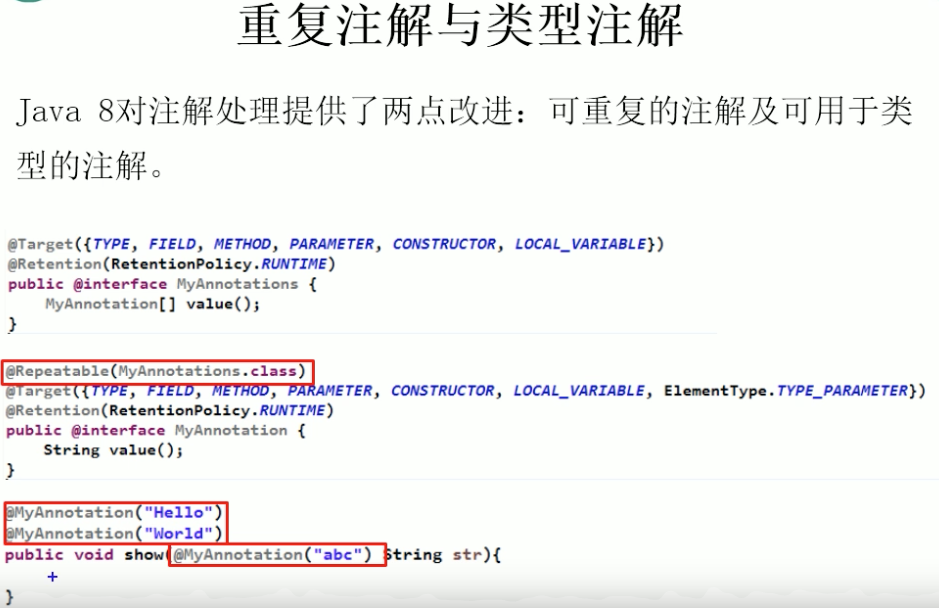 重复注解与类型注解
Java 8对注解处理提供了两点改进：可重复的注解及可用于类
型的注解。
@Target({TYPE, FIELD, METHOD, PARAMETER, CONSTRUCTOR, LOCAL_VARIABLE})
@Retention(RetentionPolicy.RUNTIME)
public @interface MyAnnotations {
    MyAnnotation[] value();
}
@Repeatable(MyAnnotations.class)
@Target({TYPE, FIELD, METHOD, PARAMETER, CONSTRUCTOR, LOCAL_VARIABLE, ElementType.TYPE_PARAMETER})
@Retention(RetentionPolicy.RUNTIME)
public @interface MyAnnotation {
    String value();
}
@MyAnnotation("Hello")
@MyAnnotation("World")
public void show(@MyAnnotation("abc") String str){
    +
}